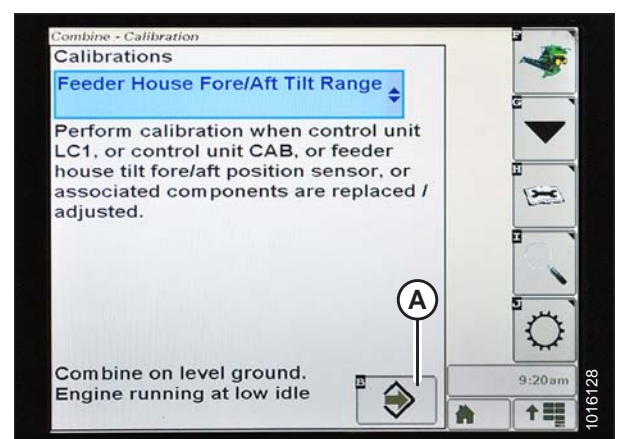 Combine - Calibration
Calibrations
Feeder House Fore/Aft Tilt Range
Perform calibration when control unit
LC1, or control unit CAB, or feeder
house tilt fore/aft position sensor, or
associated components are replaced /
adjusted.
Combine on level ground.
Engine running at low idle
A
B
F
G
H
I
J
9:20am
1016128